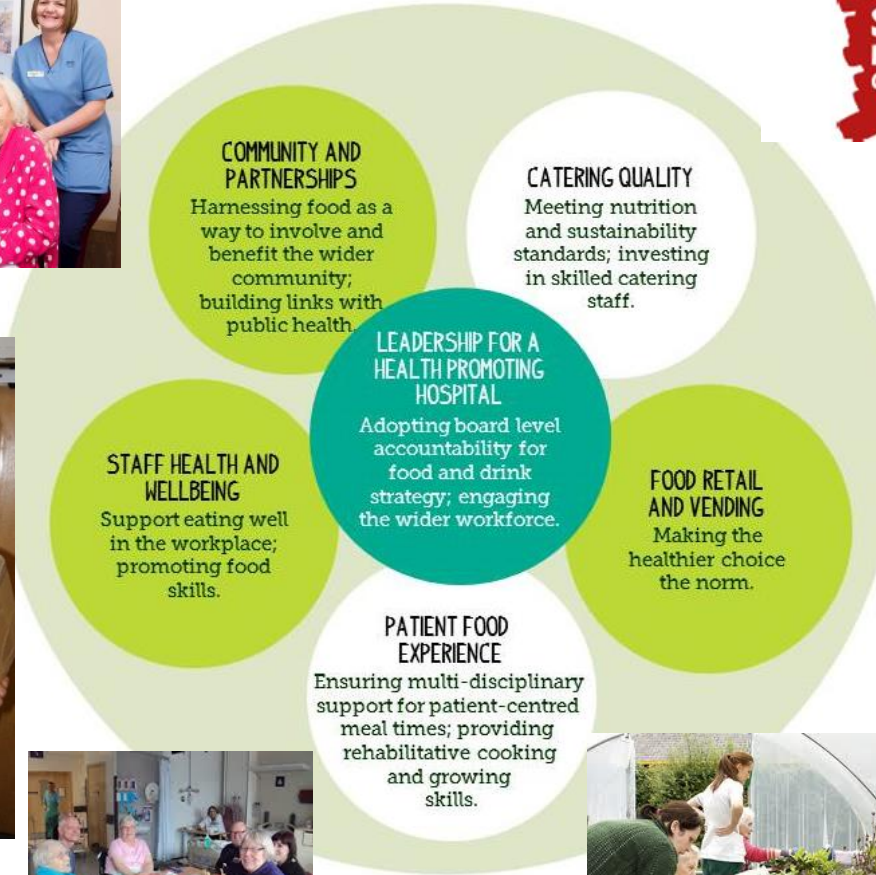 COMMUNITY AND
PARTNERSHIPS
Harnessing food as a
way to involve and
benefit the wider
community;
building links with
public health.
CATERING QUALITY
Meeting nutrition
and sustainability
standards; investing
in skilled catering
staff.
LEADERSHIP FOR A
HEALTH PROMOTING
HOSPITAL
Adopting board level
accountability for
food and drink
strategy; engaging
the wider workforce.
STAFF HEALTH AND
WELLBEING
Support eating well
in the workplace;
promoting food
skills.
FOOD RETAIL
AND VENDING
Making the
healthier choice
the norm.
PATIENT FOOD
EXPERIENCE
Ensuring multi-disciplinary
support for patient-centred
meal times; providing
rehabilitative cooking
and growing
skills.